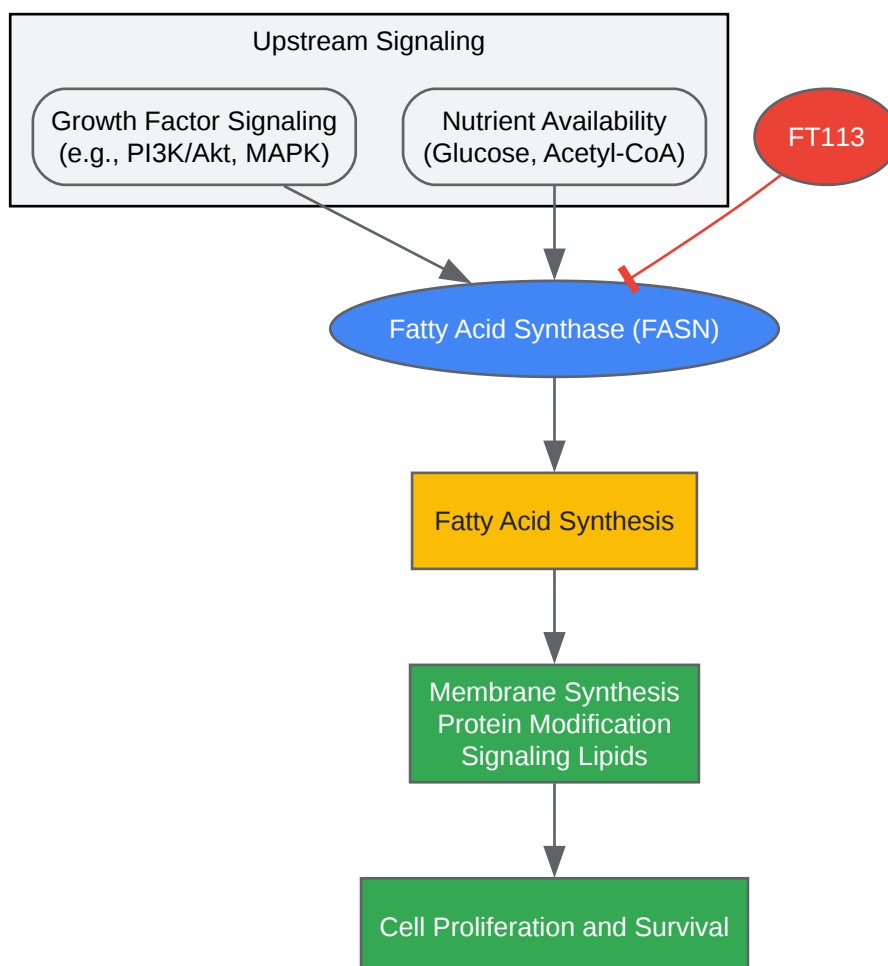 Upstream Signaling
Growth Factor Signaling
(e.g., PI3K/Akt, MAPK)
Nutrient Availability
(Glucose, Acetyl-CoA)
FT113
Fatty Acid Synthase (FASN)
Fatty Acid Synthesis
Membrane Synthesis
Protein Modification
Signaling Lipids
Cell Proliferation and Survival